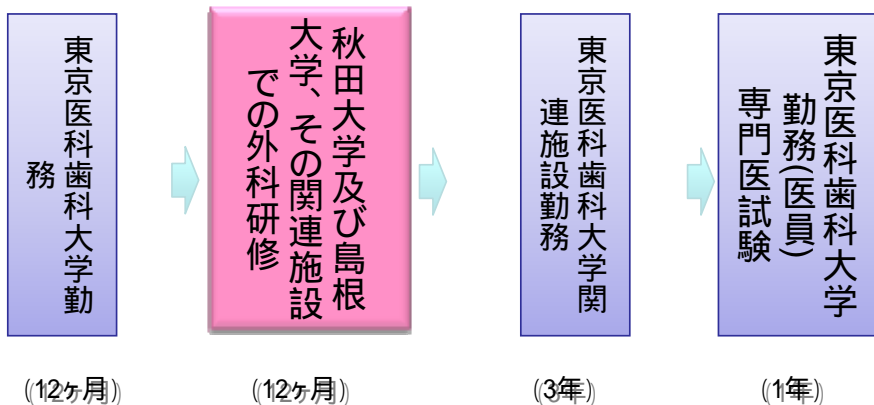 東京医科歯科大学勤
務
秋田大学及び島根
大学、その関連施設
での外科研修
東京医科歯科大学関
連施設勤務
東京医科歯科大学
勤務(医員)
専門医試験
(12ヶ月)
(12ヶ月)
(3年)
(1年)